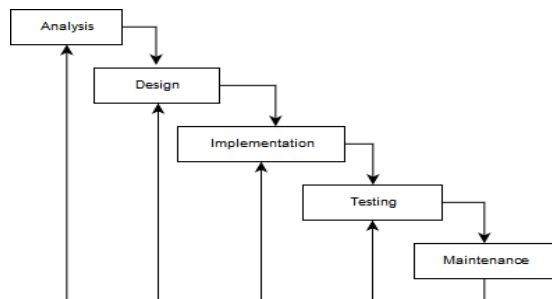 Analysis
Design
Implementation
Testing
Maintenance